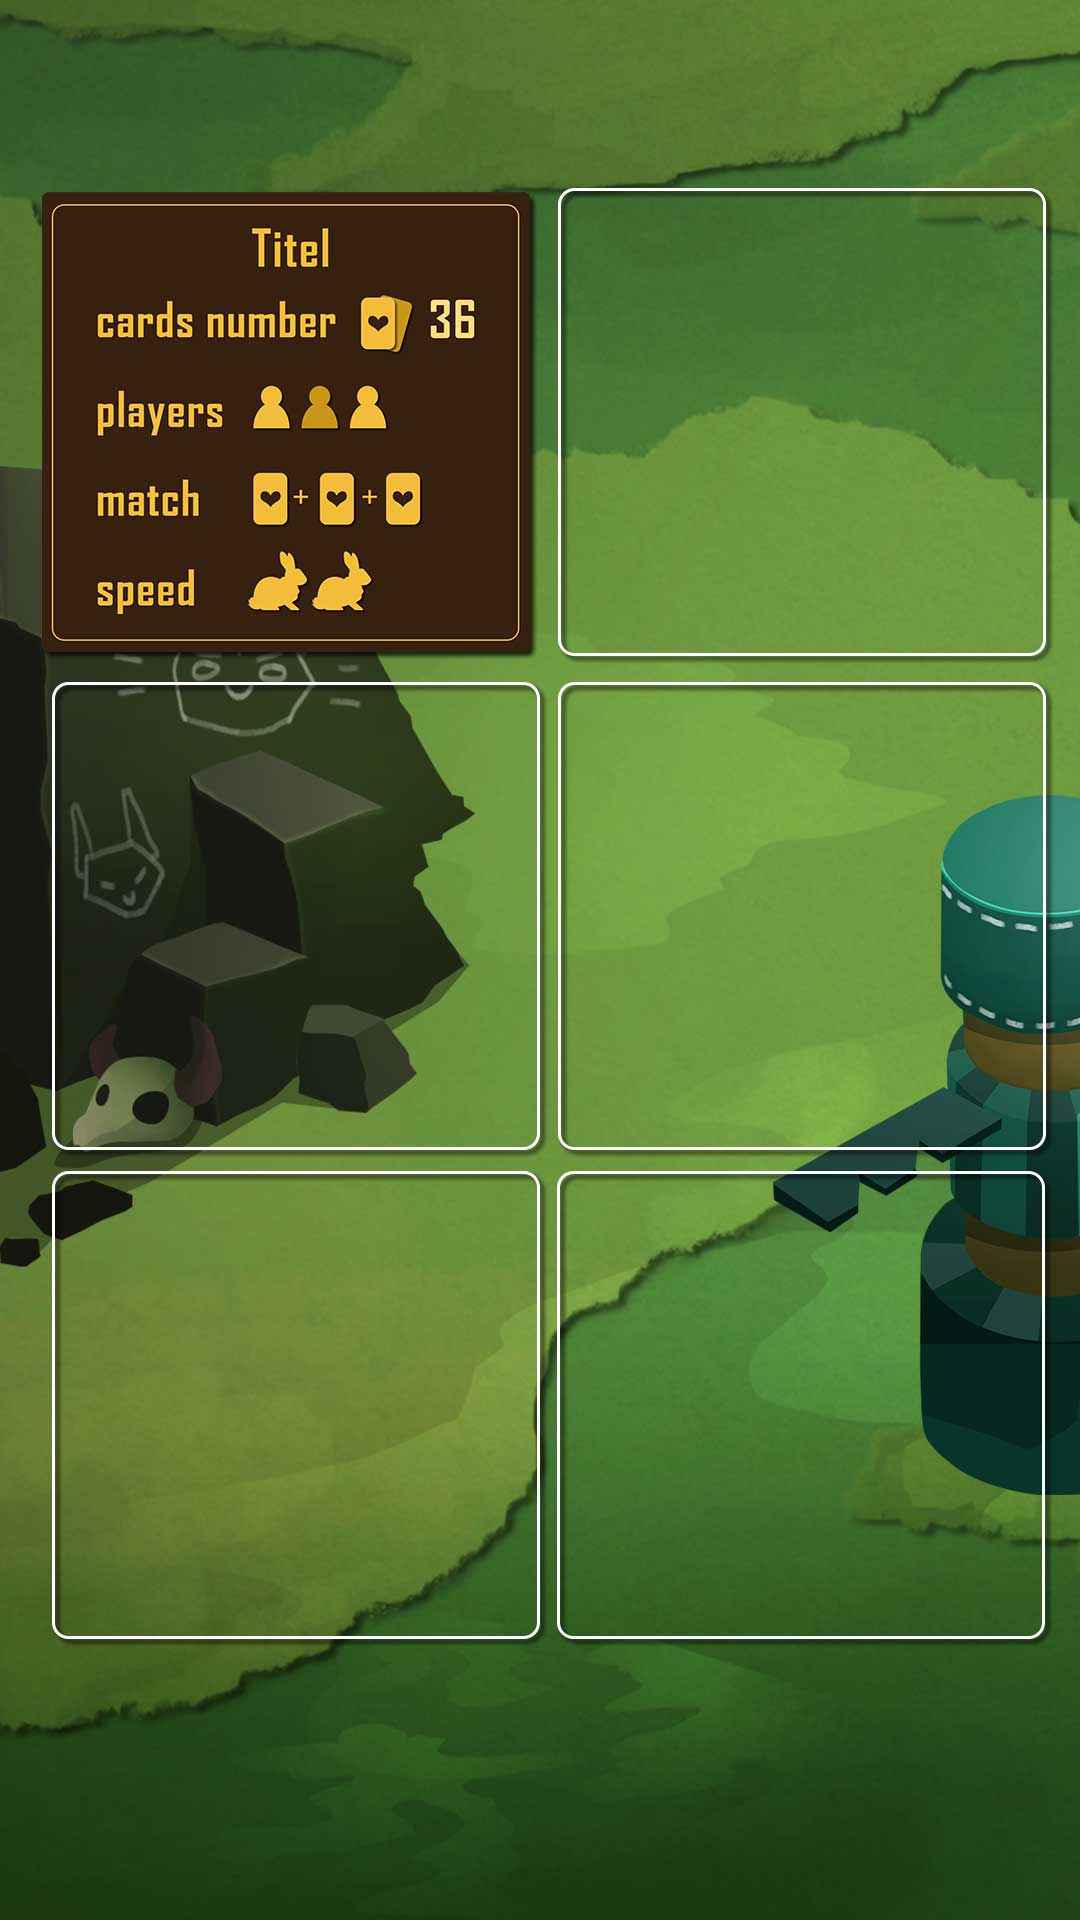 Titel
cards number 36
players
match + +
speed